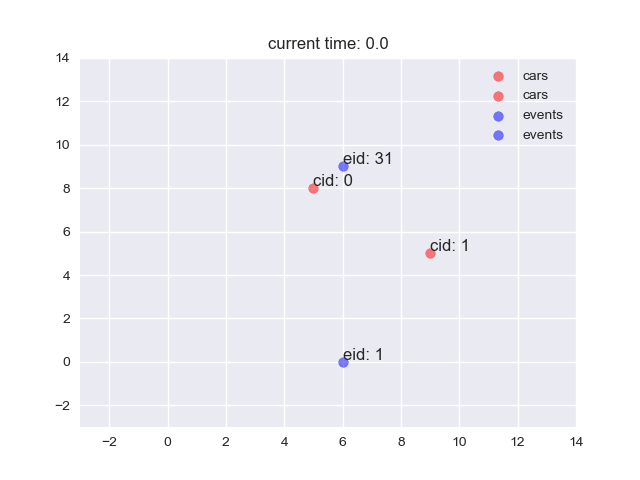 current time: 0.0
14
12
10
8
6
4
2
0
−2
−2
0
2
4
6
8
10
12
14
cars
cars
events
events
eid: 31
cid: 0
cid: 1
eid: 1